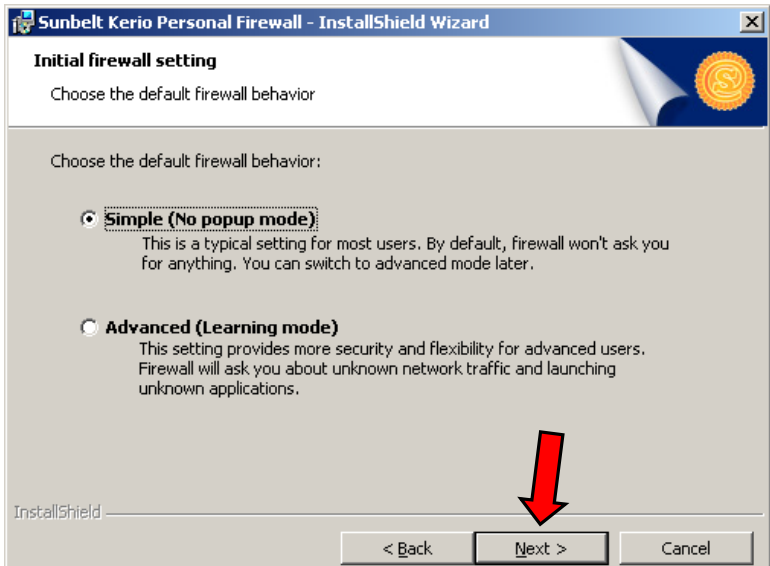 Sunbelt Kerio Personal Firewall - InstallShield Wizard
Initial firewall setting
Choose the default firewall behavior
Choose the default firewall behavior:
Simple (No popup mode)
This is a typical setting for most users. By default, firewall won't ask you
for anything. You can switch to advanced mode later.
Advanced (Learning mode)
This setting provides more security and flexibility for advanced users.
Firewall will ask you about unknown network traffic and launching
unknown applications.
InstallShield
< Back Next > Cancel